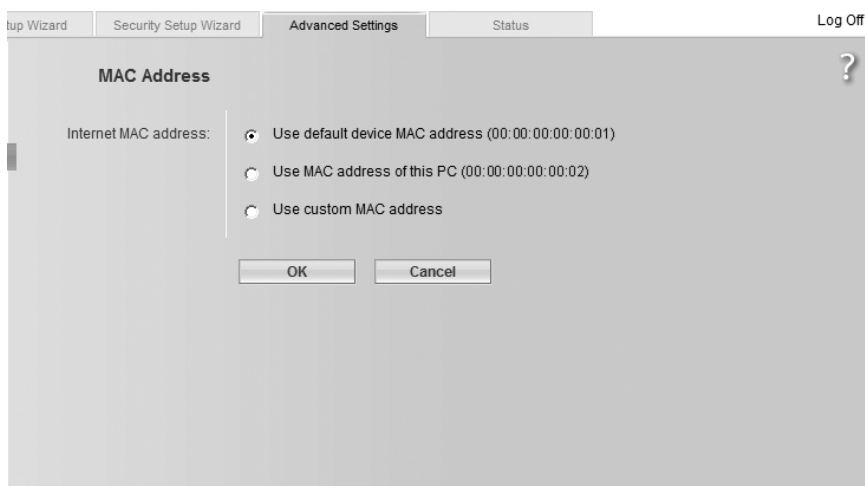 tup Wizard
Security Setup Wizard
Advanced Settings
Status
Log Off
?
MAC Address
Internet MAC address:
Use default device MAC address (00:00:00:00:00:01)
Use MAC address of this PC (00:00:00:00:00:02)
Use custom MAC address
OK
Cancel